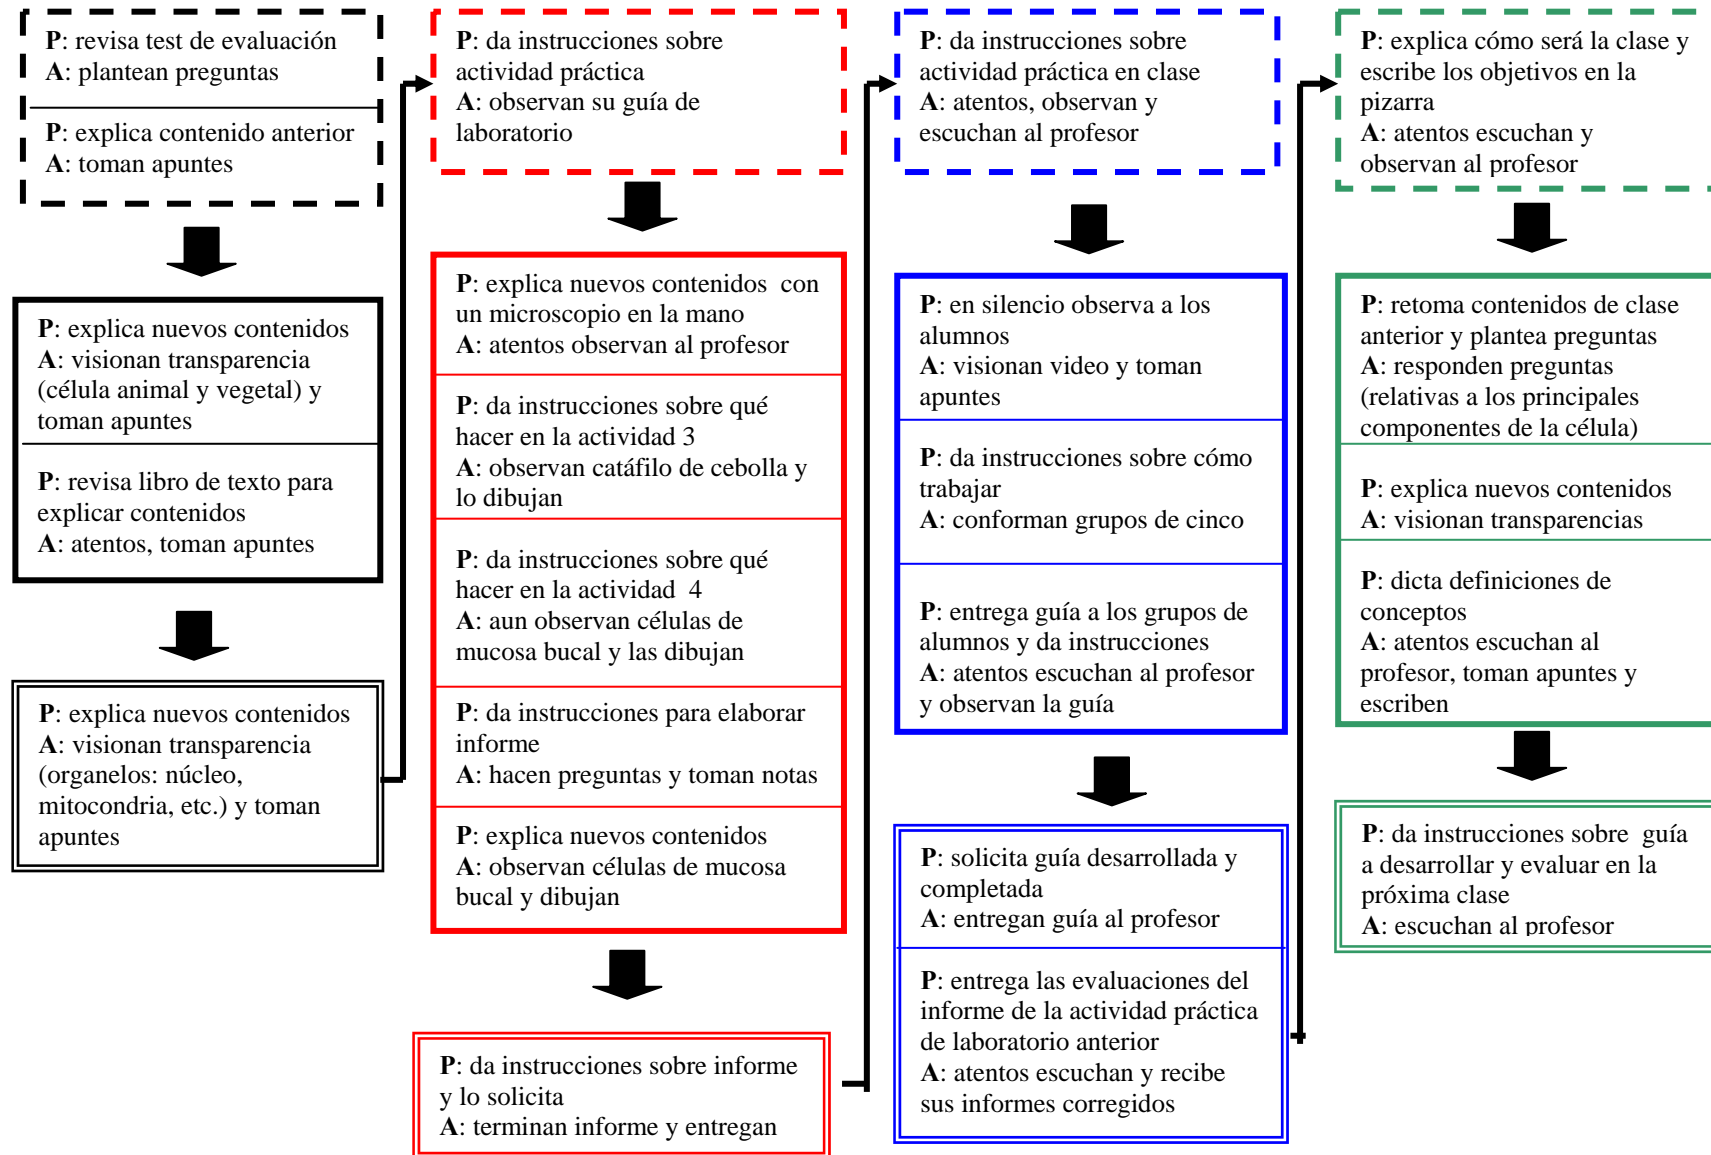 P: revisa test de evaluación
A: plantean preguntas
P: explica contenido anterior
A: toman apuntes
P: explica nuevos contenidos
A: visionan transparencia
(célula animal y vegetal) y
toman apuntes
P: revisa libro de texto para
explicar contenidos
A: atentos, toman apuntes
P: explica nuevos contenidos
A: visionan transparencia
(organelos: núcleo,
mitocondria, etc.) y toman
apuntes
P: da instrucciones sobre
actividad práctica
A: observan su guía de
laboratorio
P: explica nuevos contenidos  con
un microscopio en la mano
A: atentos observan al profesor
P: da instrucciones sobre qué
hacer en la actividad 3
A: observan catáfilo de cebolla y
lo dibujan
P: da instrucciones sobre qué
hacer en la actividad  4
A: aun observan células de
mucosa bucal y las dibujan
P: da instrucciones para elaborar
informe
A: hacen preguntas y toman notas
P: explica nuevos contenidos
A: observan células de mucosa
bucal y dibujan
P: da instrucciones sobre informe
y lo solicita
A: terminan informe y entregan
P: da instrucciones sobre
actividad práctica en clase
A: atentos, observan y
escuchan al profesor
P: en silencio observa a los
alumnos
A: visionan video y toman
apuntes
P: da instrucciones sobre cómo
trabajar
A: conforman grupos de cinco
P: entrega guía a los grupos de
alumnos y da instrucciones
A: atentos escuchan al profesor
y observan la guía
P: solicita guía desarrollada y
completada
A: entregan guía al profesor
P: entrega las evaluaciones del
informe de la actividad práctica
de laboratorio anterior
A: atentos escuchan y recibe
sus informes corregidos
P: explica cómo será la clase y
escribe los objetivos en la
pizarra
A: atentos escuchan y
observan al profesor
P: retoma contenidos de clase
anterior y plantea preguntas
A: responden preguntas
(relativas a los principales
componentes de la célula)
P: explica nuevos contenidos
A: visionan transparencias
P: dicta definiciones de
conceptos
A: atentos escuchan al
profesor, toman apuntes y
escriben
P: da instrucciones sobre  guía
a desarrollar y evaluar en la
próxima clase
A: escuchan al profesor